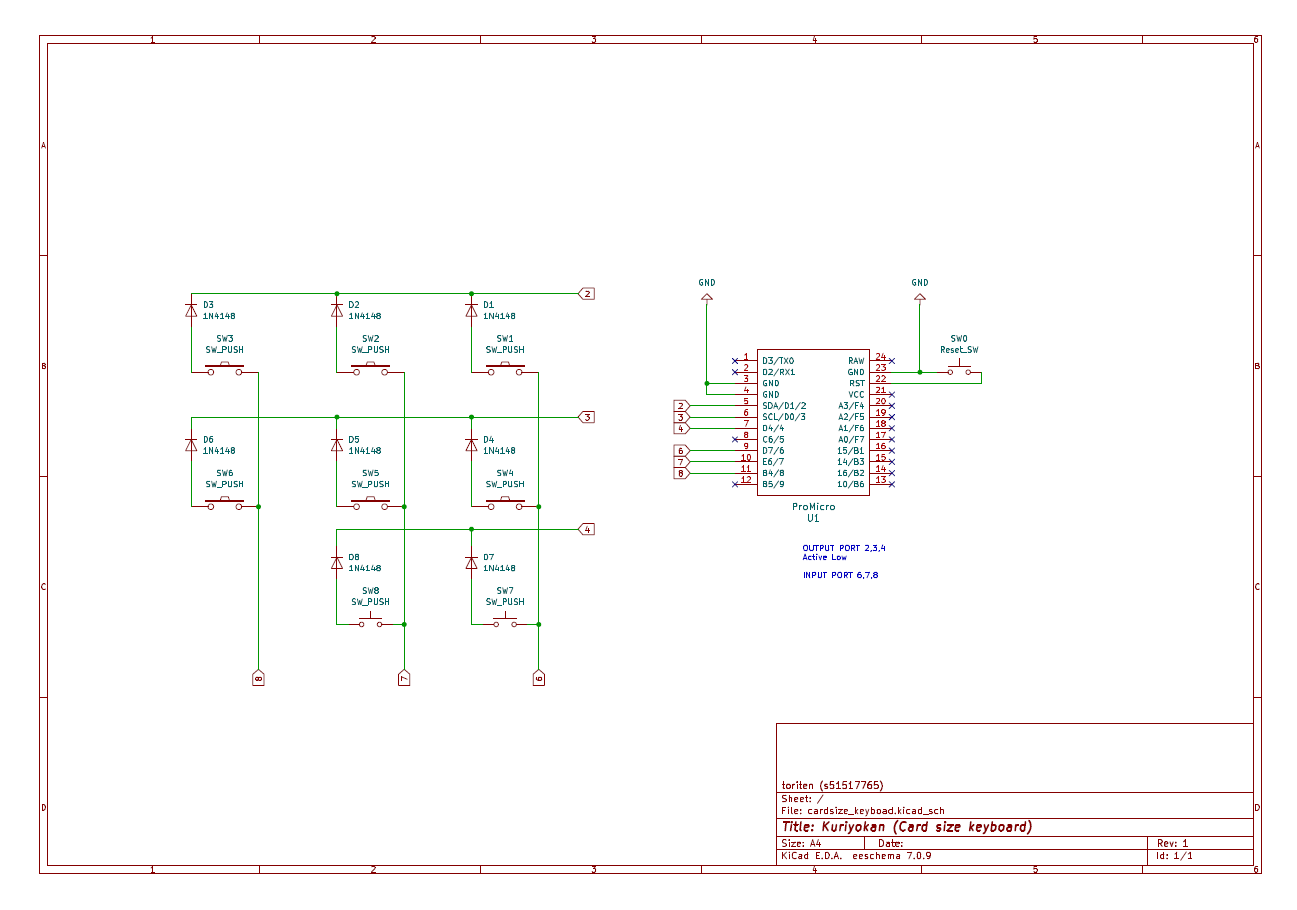 1 2 3 4 5 6
A A
GND GND
2
D3 D2 D1
1N4148 1N4148 1N4148
SW3 SW2 SW1 SW0
SW_PUSH SW_PUSH SW_PUSH Reset_SW
B B
1 D3/TX0 RAW 24
2 D2/RX1 GND 23
3 GND RST 22
4 GND VCC 21
2 5 SDA/D1/2 A3/F4 20
3 6 SCL/D0/3 A2/F5 19
4 7 D4/4 A1/F6 18
8 C6/5 A0/F7 17
6 9 D7/6 15/B1 16
7 10 E6/7 14/B3 15
8 11 B4/8 16/B2 14
12 B5/9 10/B6 13
ProMicro
U1
3
D6 D5 D4
1N4148 1N4148 1N4148
SW6 SW5 SW4
SW_PUSH SW_PUSH SW_PUSH
4
OUTPUT PORT 2,3,4
Active Low
INPUT PORT 6,7,8
D8 D7
1N4148 1N4148
SW8 SW7
SW_PUSH SW_PUSH
C C
8 7 6
toriten (s51517765)
Sheet: /
File: cardsize_keyboad.kicad_sch
Title: Kuriyokan (Card size keyboard)
Size: A4 Date: Rev: 1
KiCad E.D.A. eeschema 7.0.9 Id: 1/1
D D
1 2 3 4 5 6